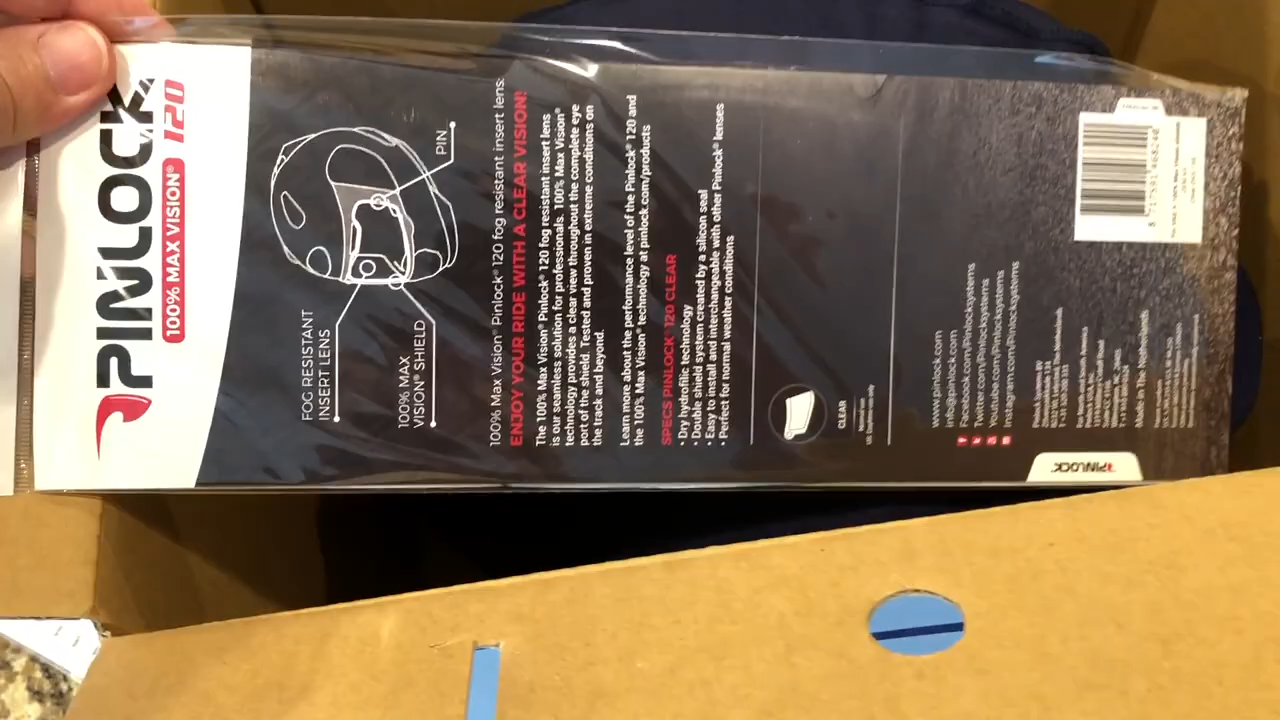 PINLOCK
100% MAX VISION® 120
PIN
FOG RESISTANT
INSERT LENS
100% MAX
VISION® SHIELD
100% Max Vision® Pinlock® 120 fog resistant insert lens:
ENJOY YOUR RIDE WITH A CLEAR VISION!
The 100% Max Vision® Pinlock® 120 fog resistant insert lens
is our seamless solution for professionals. 100% Max Vision®
technology provides a clear view throughout the complete eye
port of the shield. Tested and proven in extreme conditions on
the track and beyond.
Learn more about the performance level of the Pinlock® 120 and
the 100% Max Vision® technology at pinlock.com/products
SPECS PINLOCK® 120 CLEAR
• Dry hydrofilic technology
• Double shield system created by a silicon seal
• Easy to install and interchangeable with other Pinlock® lenses
• Perfect for normal weather conditions
CLEAR
www.pinlock.com
info@pinlock.com
Facebook.com/Pinlocksystems
Twitter.com/Pinlocksystems
Youtube.com/Pinlocksystems
Instagram.com/Pinlocksystems
Made in The Netherlands
PINLOCK